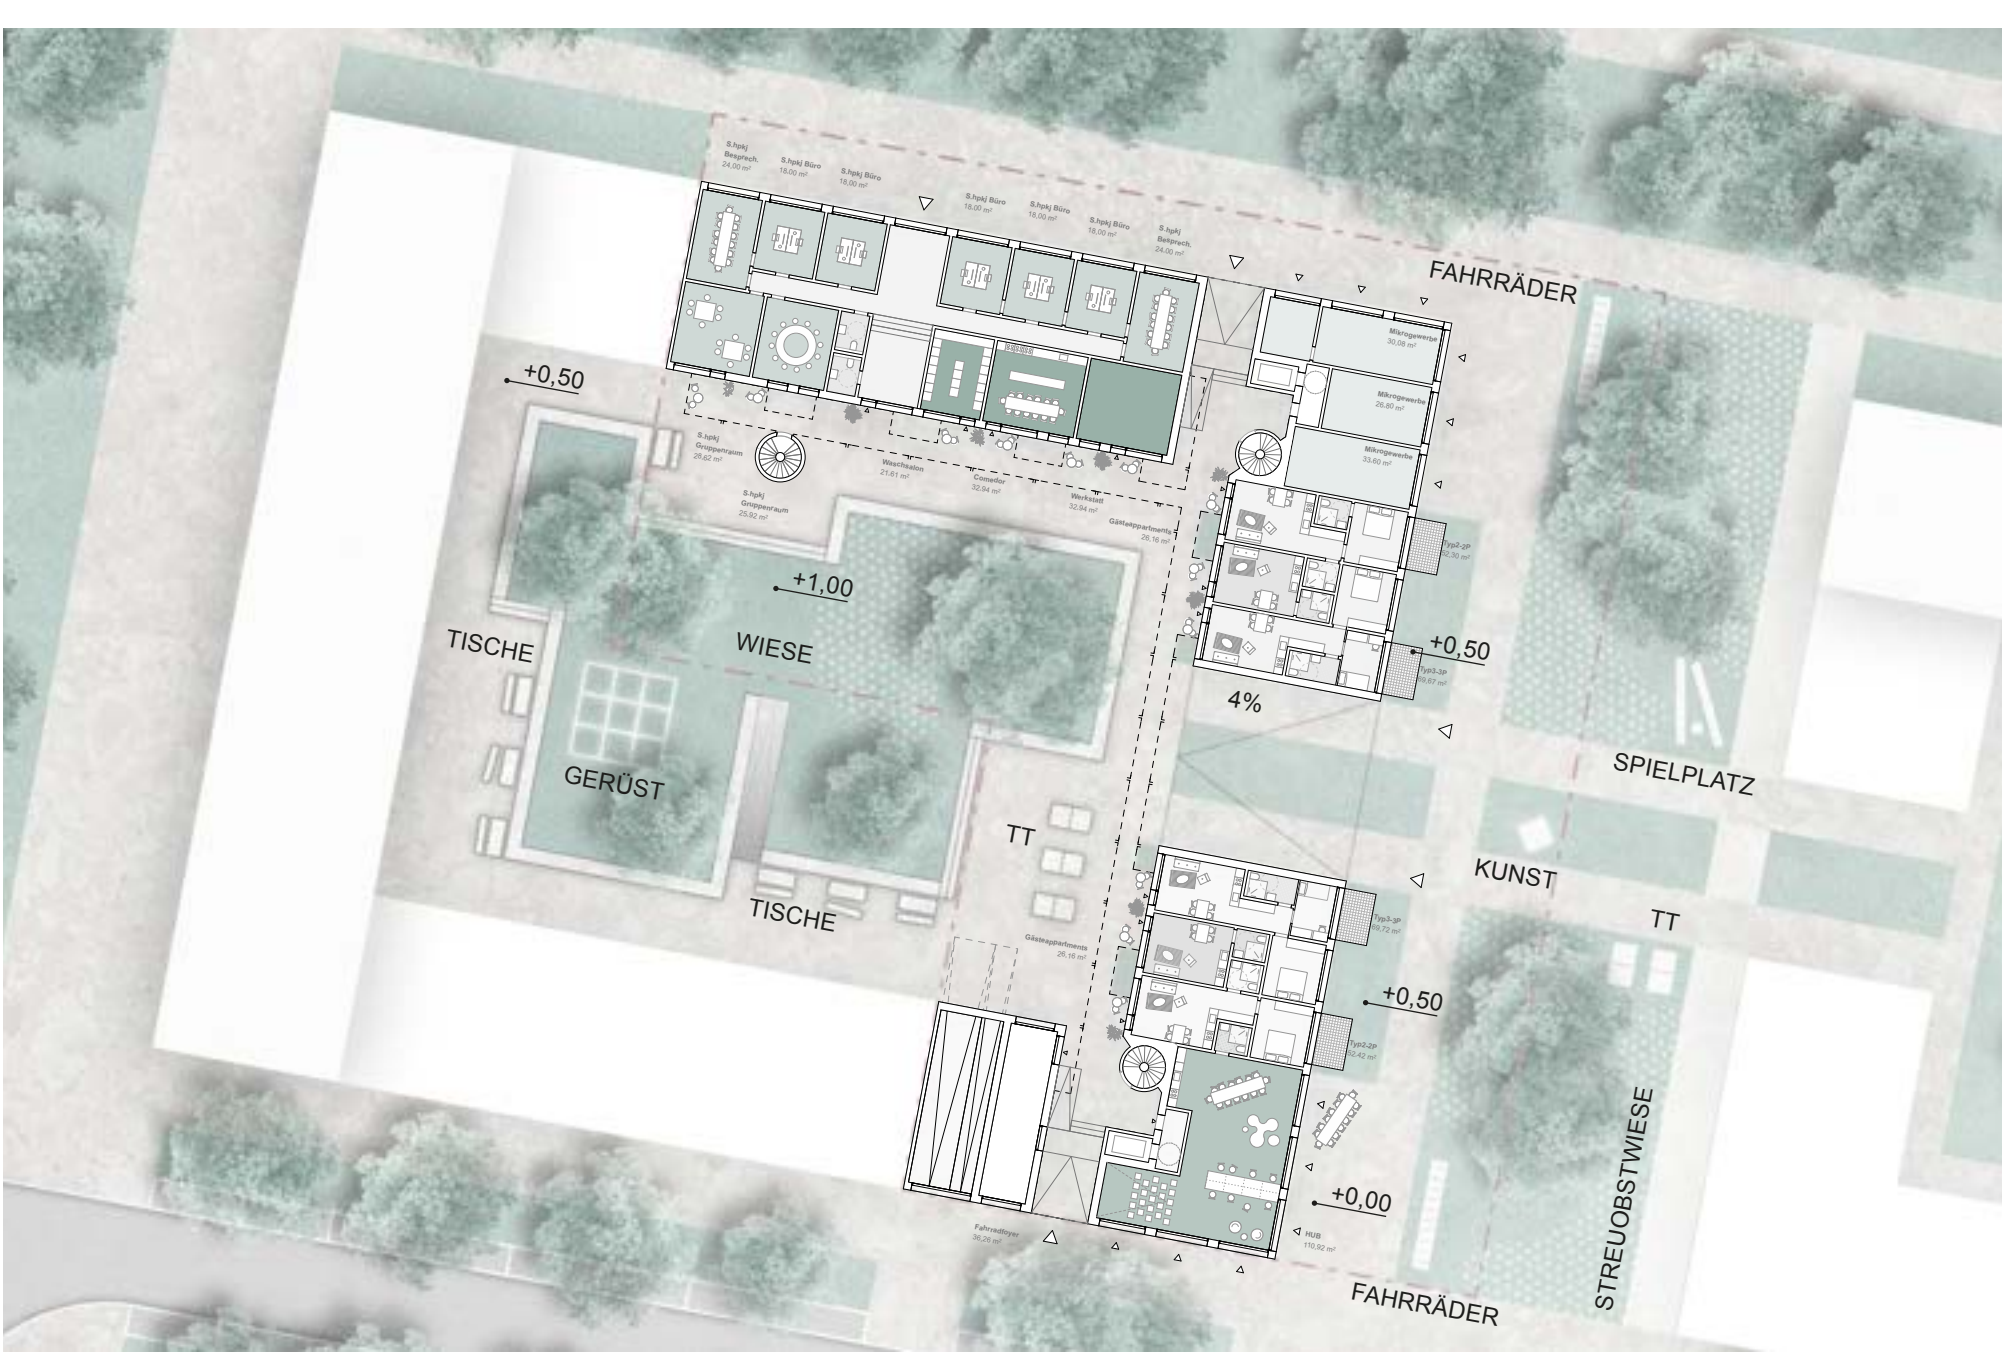 S.hpkj
Besprech.
24,00 m²
S.hpkj Büro
18,00 m²
S.hpkj Büro
18,00 m²
S.hpkj Büro
18,00 m²
S.hpkj Büro
18,00 m²
S.hpkj Büro
18,00 m²
S.hpkj
Besprech.
24,00 m²
FAHRRÄDER
Mikrogewerbe
30,08 m²
Mikrogewerbe
26,80 m²
Mikrogewerbe
33,60 m²
+0,50
S.hpkj
Gruppenraum
26,62 m²
S.hpkj
Gruppenraum
25,92 m²
Waschsalon
21,61 m²
Comedor
32,94 m²
Werkstatt
32,94 m²
Gästeappartments
26,16 m²
Typ2-2P
52,30 m²
+1,00
TISCHE
WIESE
+0,50
Typ3-3P
69,67 m²
4%
GERÜST
SPIELPLATZ
TT
KUNST
TISCHE
TT
Typ3-3P
69,72 m²
Gästeappartments
26,16 m²
+0,50
Typ2-2P
52,42 m²
STREUOBSTWIESE
+0,00
Fahrradfoyer
36,26 m²
HUB
110,92 m²
FAHRRÄDER